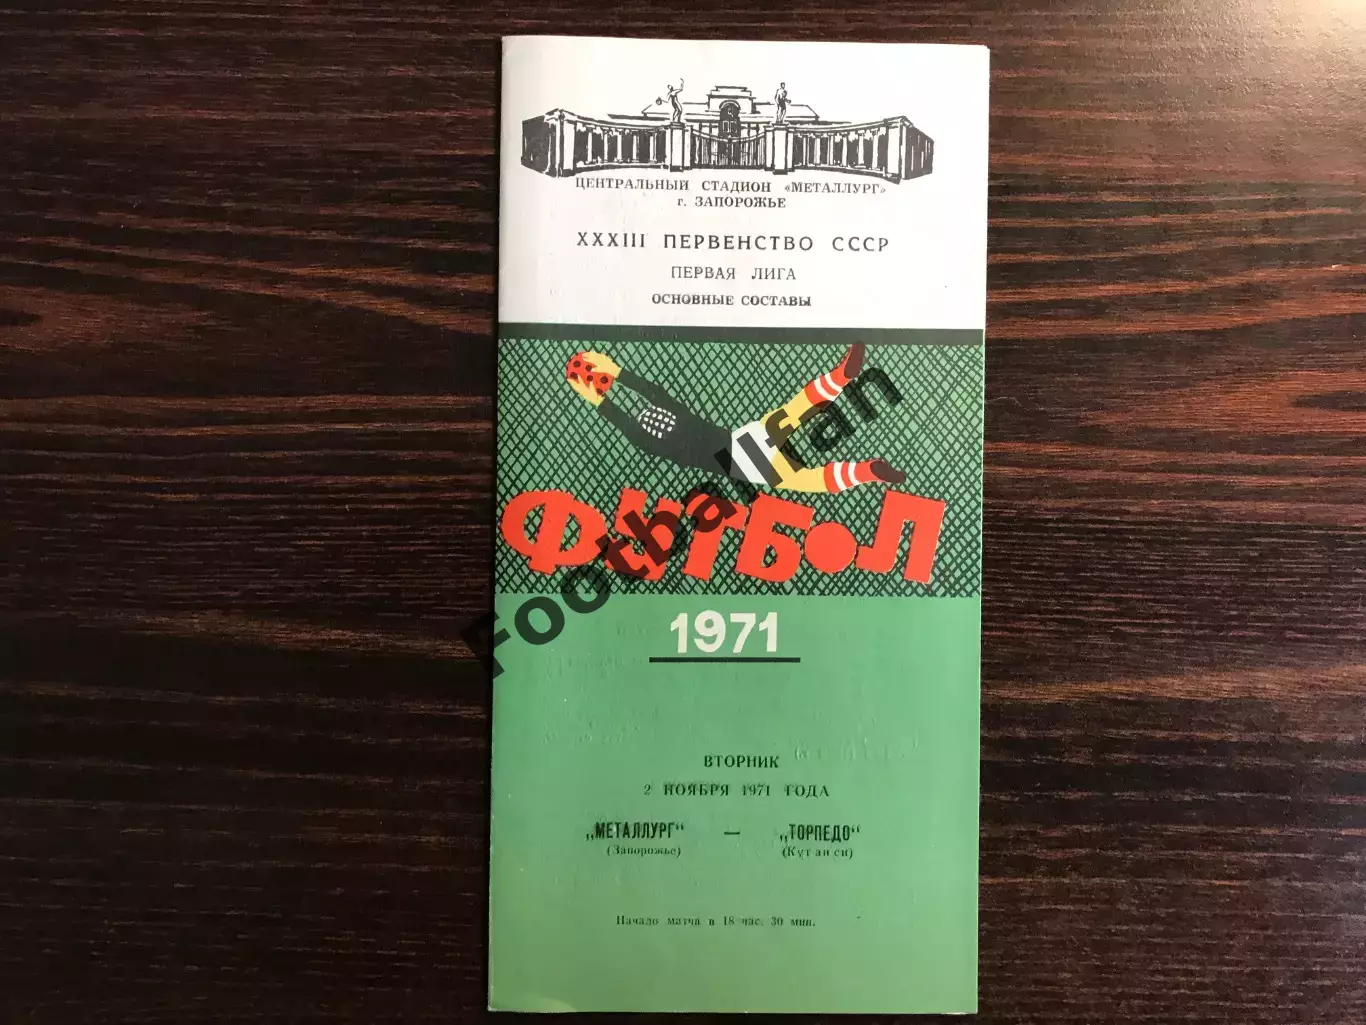 ЦЕНТРАЛЬНЫЙ СТАДИОН «МЕТАЛЛУРГ»
г. ЗАПОРОЖЬЕ
XXXIII ПЕРВЕНСТВО СССР
ПЕРВАЯ ЛИГА
ОСНОВНЫЕ СОСТАВЫ
ФУТБОЛ
Footballfan
1971
ВТОРНИК
2 НОЯБРЯ 1971 ГОДА
„МЕТАЛЛУРГ“ — „ТОРПЕДО“
(Запорожье) (Кутаиси)
Начало матча в 18 час. 30 мин.